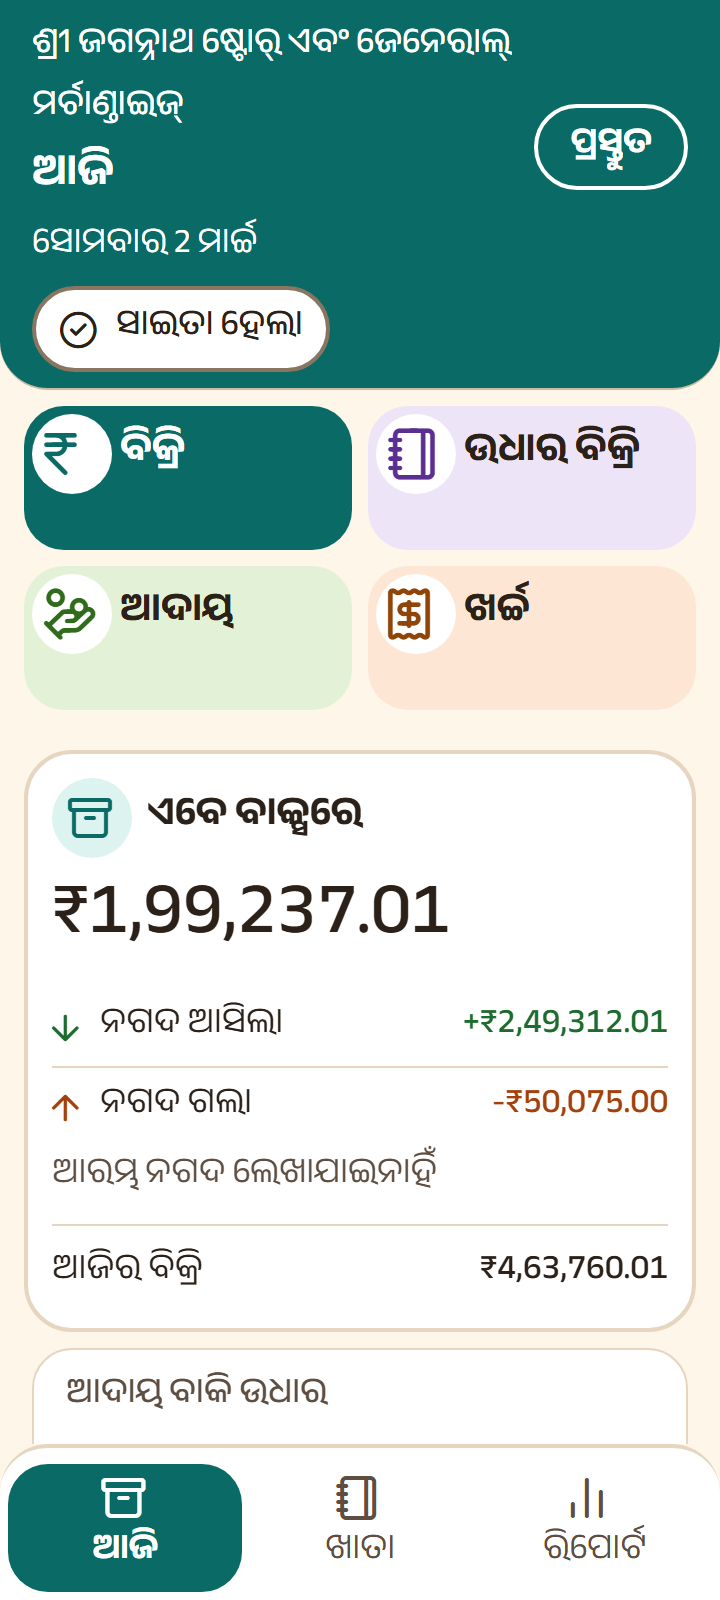 ଶ୍ରୀ ଜଗନ୍ନାଥ ଷ୍ଟୋର୍ ଏବଂ ଜେନେରାଲ୍
ମର୍ଚାଣ୍ଡାଇଜ୍
ଆଜି
ପ୍ରସ୍ତୁତ
ସୋମବାର 2 ମାର୍ଚ୍ଚ
ସାଇତା ହେଲା
₹ ବିକ୍ରି
ଉଧାର ବିକ୍ରି
ଆଦାୟ
$ ଖର୍ଚ୍ଚ
ଏବେ ବାକ୍ସରେ
₹1,99,237.01
ନଗଦ ଆସିଲା +₹2,49,312.01
ନଗଦ ଗଲା -₹50,075.00
ଆରମ୍ଭ ନଗଦ ଲେଖାଯାଇନାହିଁ
ଆଜିର ବିକ୍ରି ₹4,63,760.01
ଆଦାୟ ବାକି ଉଧାର
ଆଜି
ଖାତା
ରିପୋର୍ଟ